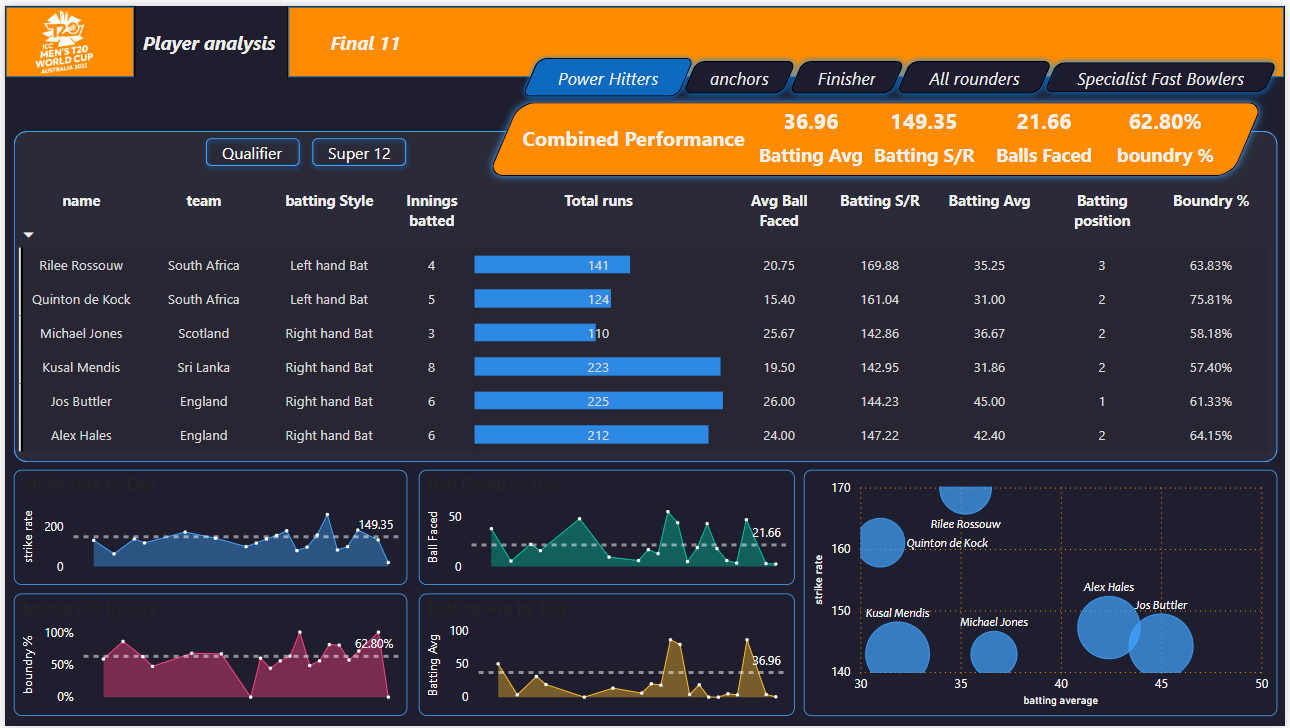 ICC
MEN'S T20
WORLD CUP
AUSTRALIA 2022
Player analysis
Final 11
Power Hitters
anchors
Finisher
All rounders
Specialist Fast Bowlers
Combined Performance
36.96
Batting Avg
149.35
Batting S/R
21.66
Balls Faced
62.80%
boundry %
Qualifier
Super 12
name team batting Style Innings batted Total runs Avg Ball Faced Batting S/R Batting Avg Batting position Boundry %
Rilee Rossouw South Africa Left hand Bat 4 141 20.75 169.88 35.25 3 63.83%
Quinton de Kock South Africa Left hand Bat 5 124 15.40 161.04 31.00 2 75.81%
Michael Jones Scotland Right hand Bat 3 110 25.67 142.86 36.67 2 58.18%
Kusal Mendis Sri Lanka Right hand Bat 8 223 19.50 142.95 31.86 2 57.40%
Jos Buttler England Right hand Bat 6 225 26.00 144.23 45.00 1 61.33%
Alex Hales England Right hand Bat 6 212 24.00 147.22 42.40 2 64.15%
strike rate by Day
strike rate
200
0
149.35
Ball Faced by Day
Ball Faced
50
0
21.66
boundry % by Day
boundry %
100%
50%
0%
62.80%
Batting Avg by Day
Batting Avg
100
50
0
36.96
strike rate
170
160
150
140
Rilee Rossouw
Quinton de Kock
Alex Hales
Jos Buttler
Kusal Mendis
Michael Jones
30 35 40 45 50
batting average